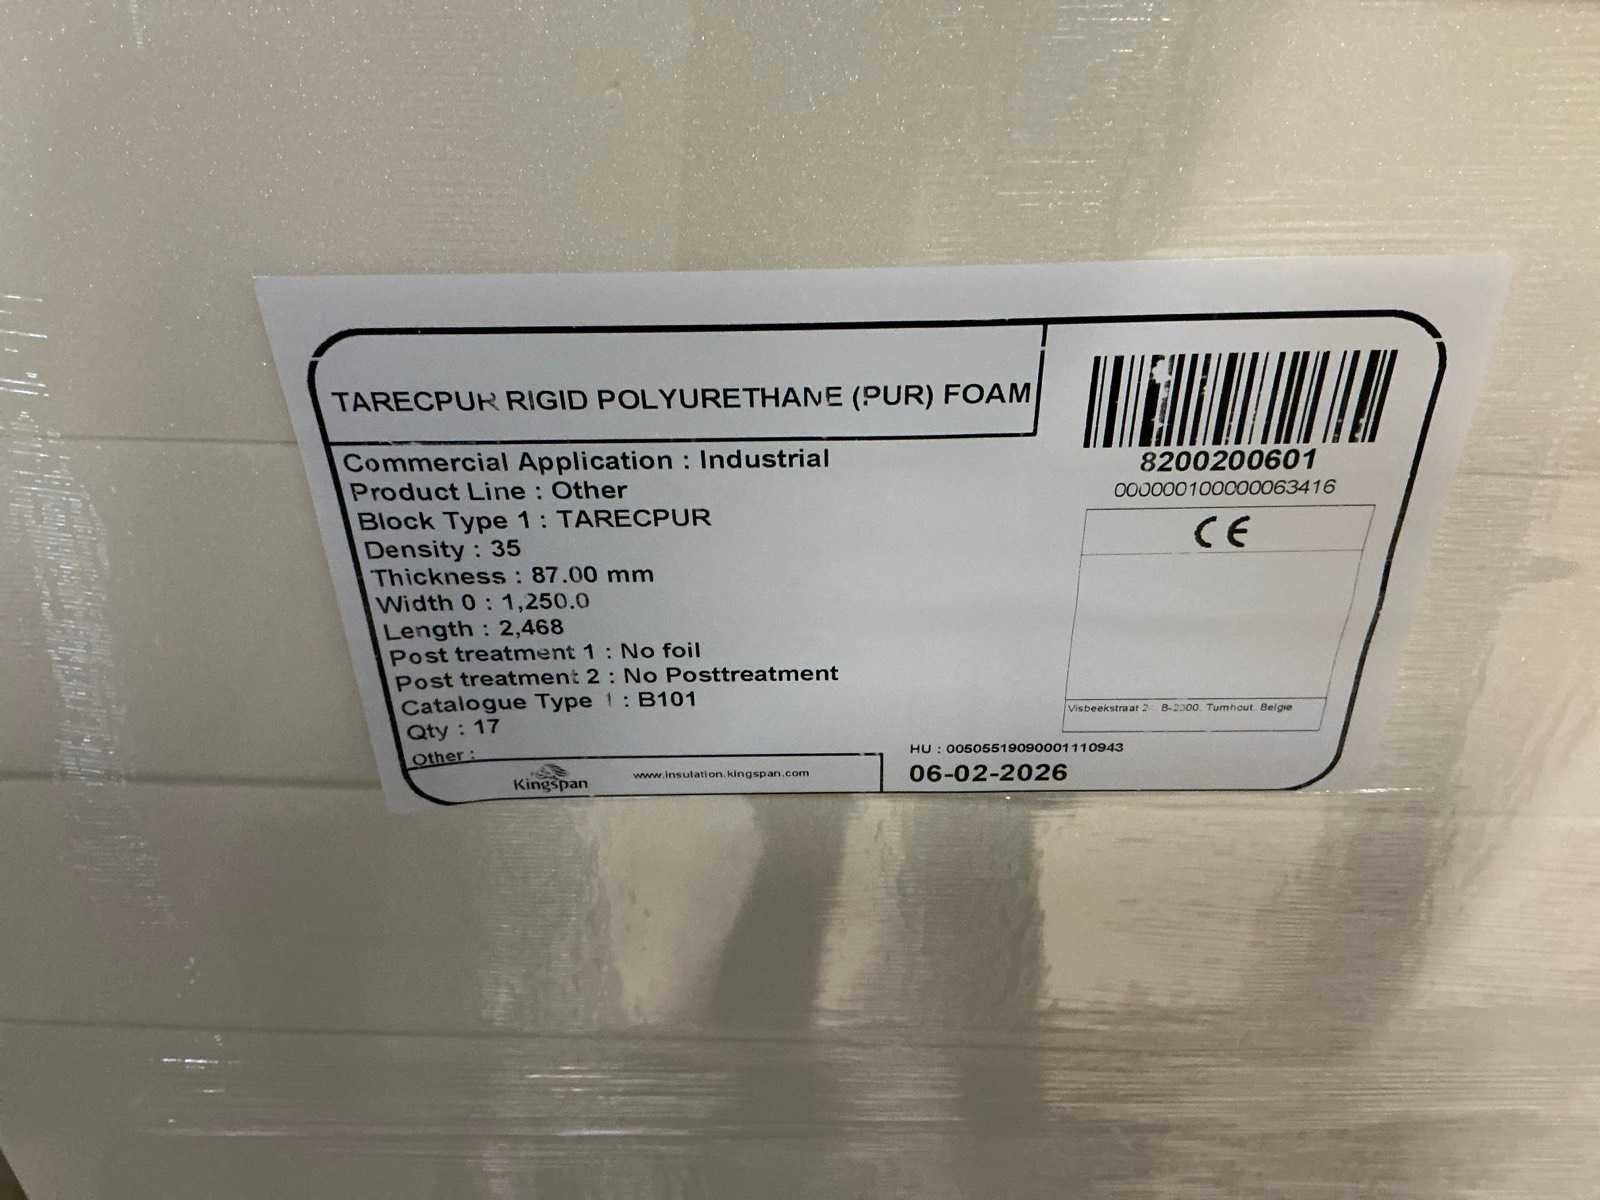 TARECPUR RIGID POLYURETHANE (PUR) FOAM
8200200601
000000100000063416
CE
Commercial Application : Industrial
Product Line : Other
Block Type 1 : TARECPUR
Density : 35
Thickness : 87.00 mm
Width 0 : 1,250.0
Length : 2,468
Post treatment 1 : No foil
Post treatment 2 : No Posttreatment
Catalogue Type : B101
Qty : 17
Other :
Visbeekstraat B-2300, Turnhout, Belgie
Kingspan
www.insulation.kingspan.com
HU : 00505519090001110943
06-02-2026